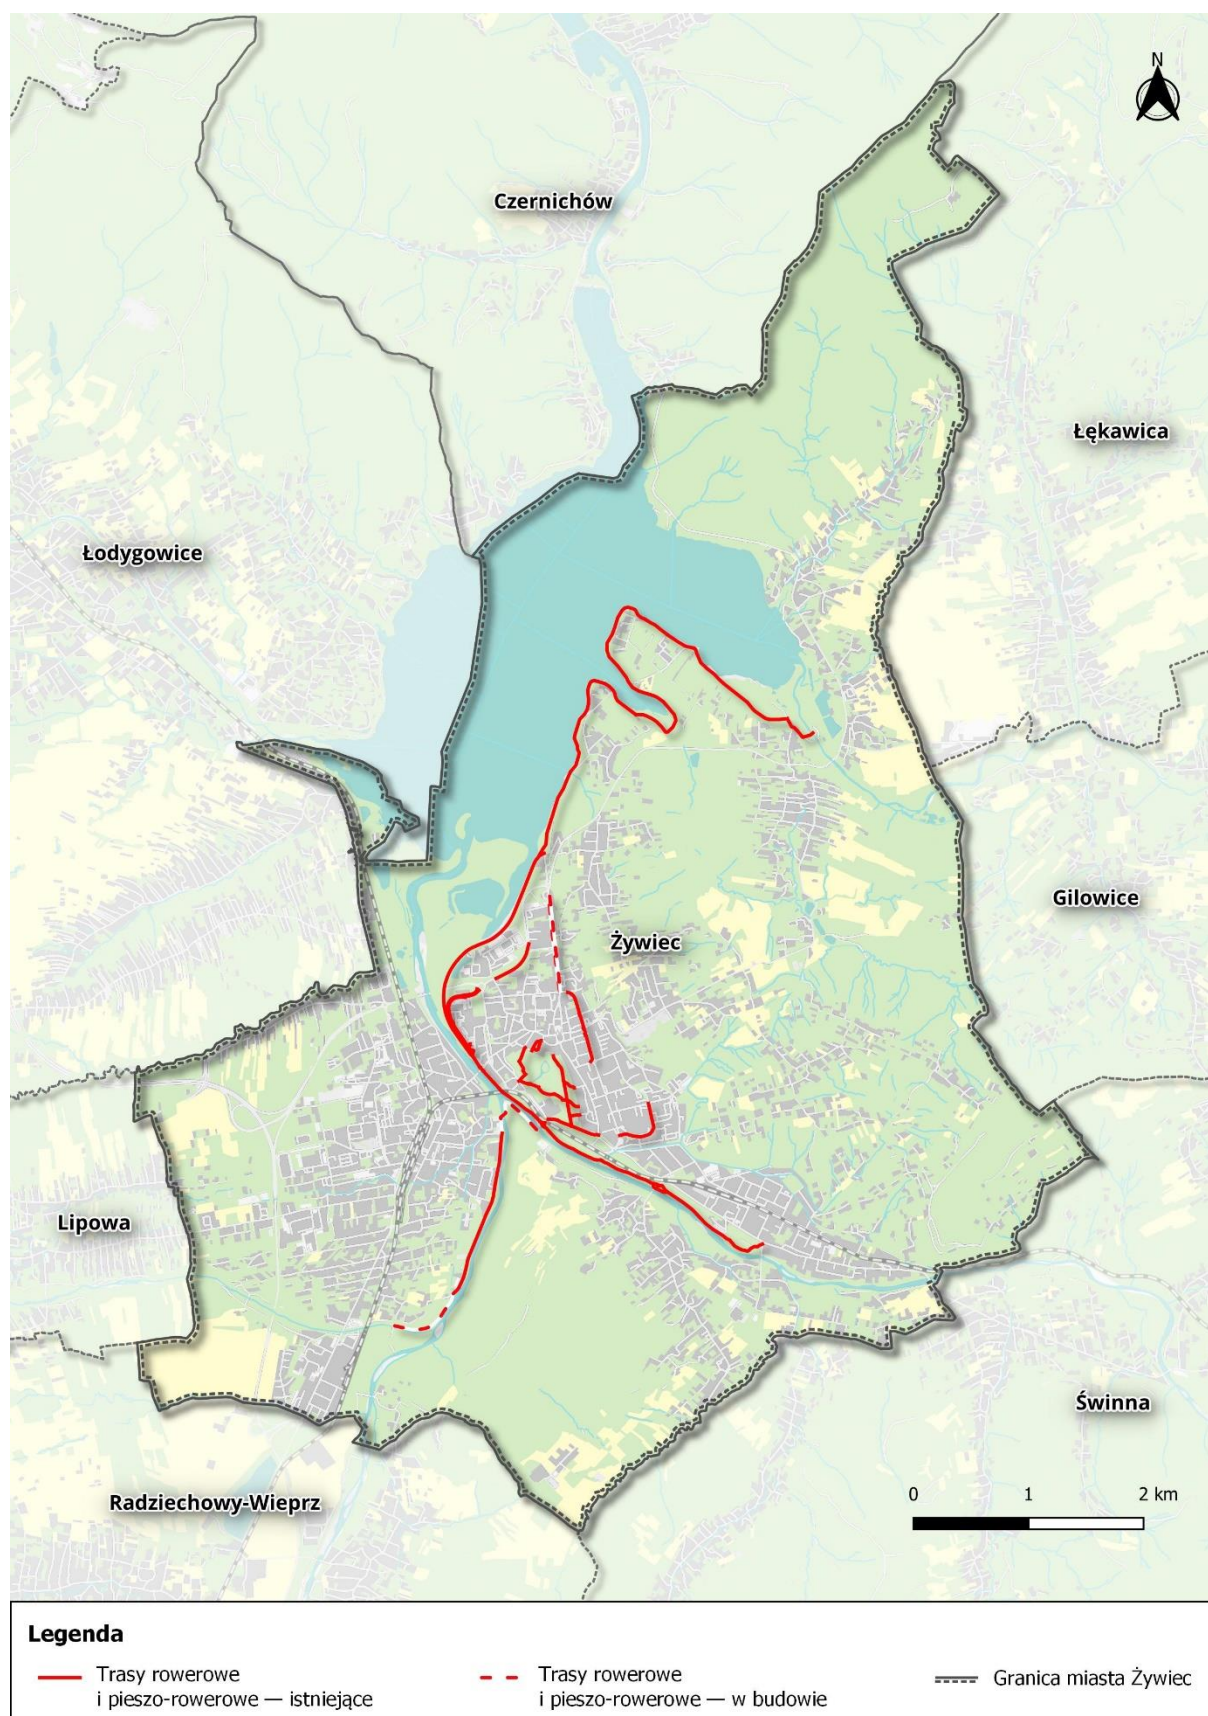 N
Czernichów
Łękawica
Łodygowice
Gilowice
Żywiec
Lipowa
Świnna
Radziechowy-Wieprz
0 1 2 km
Legenda
Trasy rowerowe
i pieszo-rowerowe — istniejące
Trasy rowerowe
i pieszo-rowerowe — w budowie
Granica miasta Żywiec